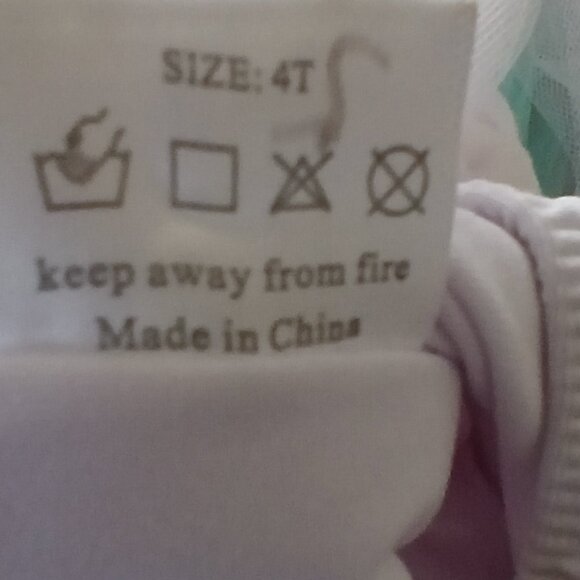 SIZE: 4T
keep away from fire
Made in China